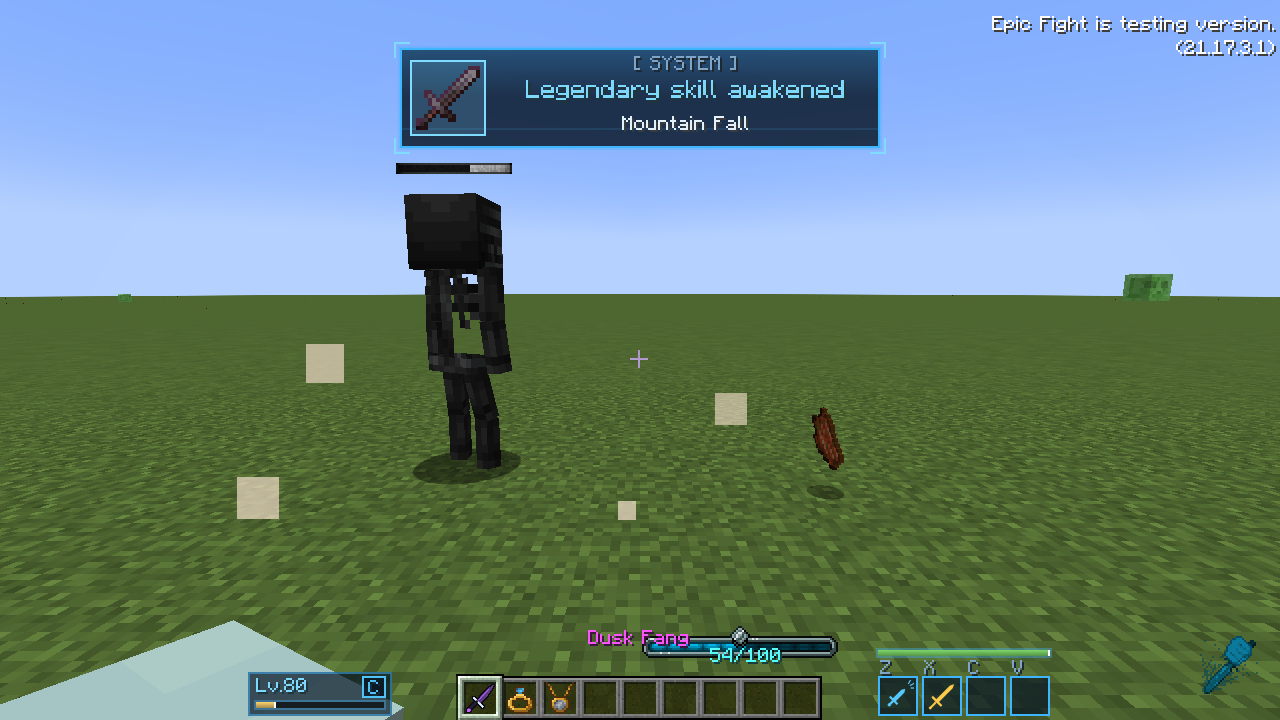 Epic Fight is testing version.
(21.17.3.1)
[ SYSTEM ]
Legendary skill awakened
Mountain Fall
Dusk Fang
54/100
Z X C V
Lv.80 C